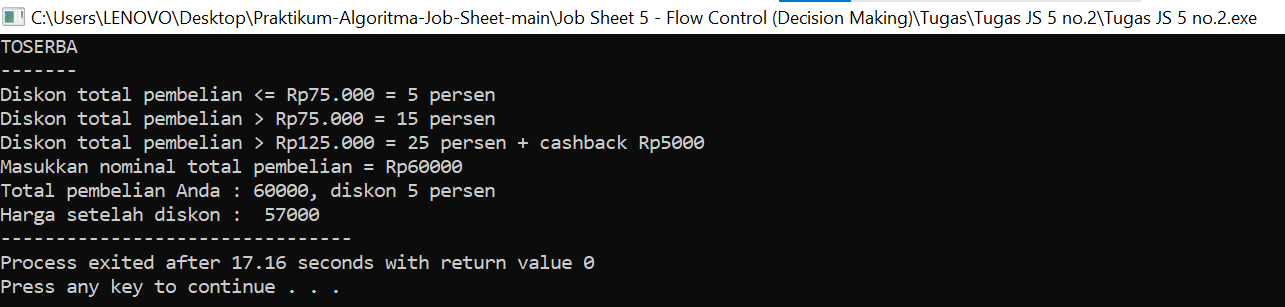 C:\Users\LENOVO\Desktop\Praktikum-Algoritma-Job-Sheet-main\Job Sheet 5 - Flow Control (Decision Making)\Tugas\Tugas JS 5 no.2\Tugas JS 5 no.2.exe
TOSERBA
-------
Diskon total pembelian <= Rp75.000 = 5 persen
Diskon total pembelian > Rp75.000 = 15 persen
Diskon total pembelian > Rp125.000 = 25 persen + cashback Rp5000
Masukkan nominal total pembelian = Rp60000
Total pembelian Anda : 60000, diskon 5 persen
Harga setelah diskon :  57000
--------------------------------
Process exited after 17.16 seconds with return value 0
Press any key to continue . . .